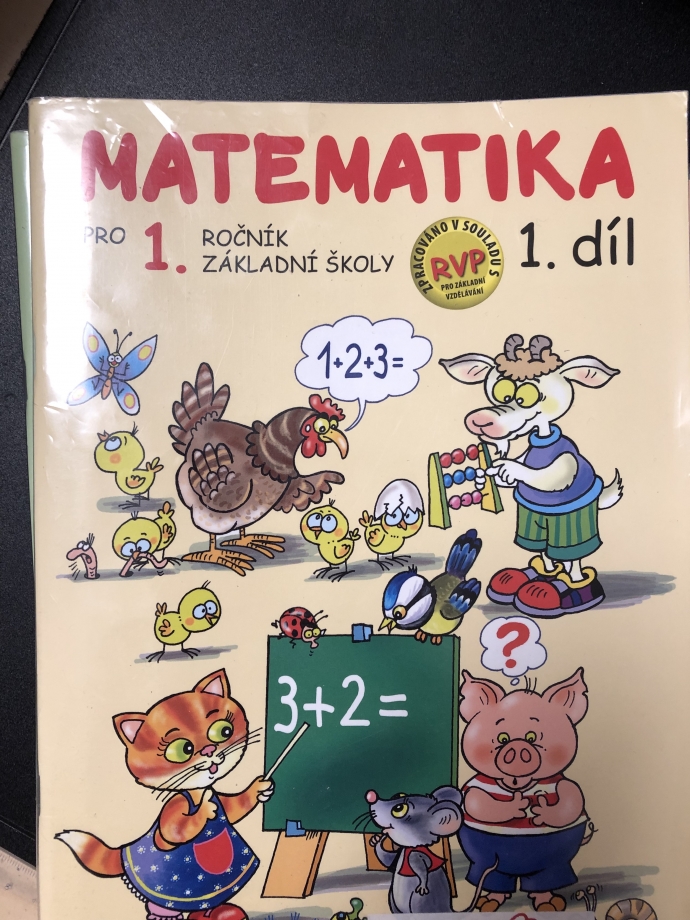 MATEMATIKA
PRO 1. ROČNÍK
ZÁKLADNÍ ŠKOLY
ZPRACOVÁNO V SOULADU S
RVP
PRO ZÁKLADNÍ
VZDĚLÁVÁNÍ
1. díl
1+2+3=
?
3+2=